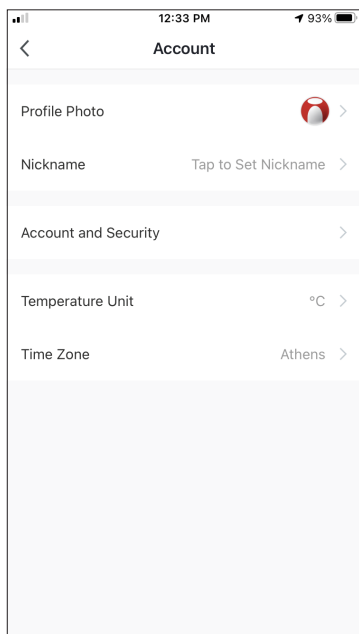 12:33 PM 93%
Account
Profile Photo
Nickname Tap to Set Nickname
Account and Security
Temperature Unit °C
Time Zone Athens